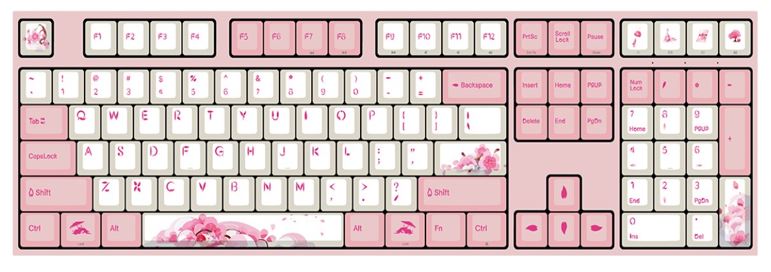 F1 F2 F3 F4 F5 F6 F7 F8 F9 F10 F11 F12 PrtSc Scroll Lock Pause
~ ! @ # $ % ^ & * ( ) _ + Backspace Insert Home PgUp Num Lock / * -
` 1 2 3 4 5 6 7 8 9 0 - =
Tab Q W E R T Y U I O P { } | Delete End PgDn 7 8 9 +
[ ] \ Home PgUp
CapsLock A S D F G H J K L : " 4 5 6
; '
Shift Z X C V B N M < > ? Shift 1 2 3
, . / End PgDn
Ctrl Alt Alt Fn Ctrl 0 .
Ins Del